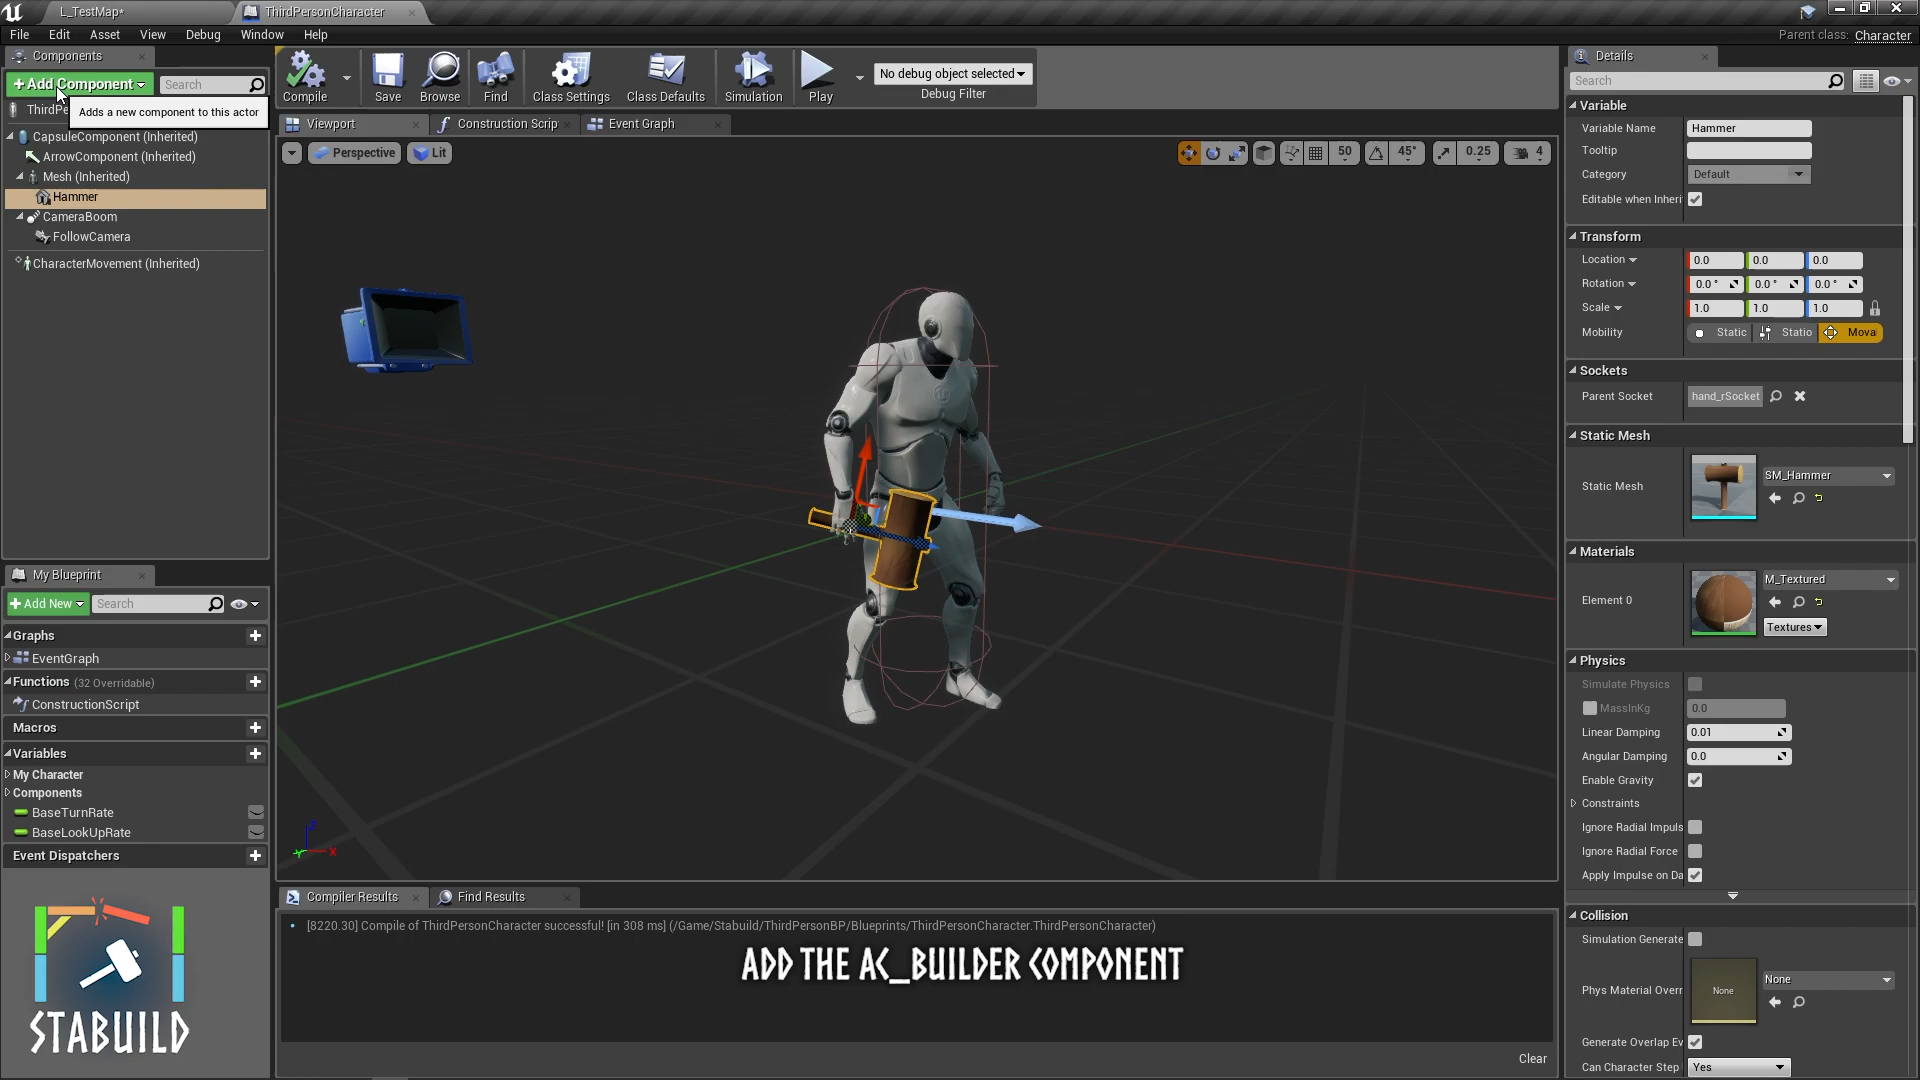 L_TestMap*
ThirdPersonCharacter
File Edit Asset View Debug Window Help
Parent class: Character
Components
+ Add Component
Search
ThirdPe
Adds a new component to this actor
CapsuleComponent (Inherited)
ArrowComponent (Inherited)
Mesh (Inherited)
Hammer
CameraBoom
FollowCamera
CharacterMovement (Inherited)
My Blueprint
+ Add New
Search
Graphs
EventGraph
Functions (32 Overridable)
ConstructionScript
Macros
Variables
My Character
Components
BaseTurnRate
BaseLookUpRate
Event Dispatchers
STABUILD
Compile
Save
Browse
Find
Class Settings
Class Defaults
Simulation
Play
No debug object selected
Debug Filter
Viewport
Construction Scrip
Event Graph
Perspective
Lit
50
45°
0.25
4
Z
X
Compiler Results
Find Results
[8220.30] Compile of ThirdPersonCharacter successful! [in 308 ms] (/Game/Stabuild/ThirdPersonBP/Blueprints/ThirdPersonCharacter.ThirdPersonCharacter)
ADD THE AC_BUILDER COMPONENT
Clear
Details
Search
Variable
Variable Name Hammer
Tooltip
Category Default
Editable when Inheri
Transform
Location 0.0 0.0 0.0
Rotation 0.0 ° 0.0 ° 0.0 °
Scale 1.0 1.0 1.0
Mobility Static Statio Mova
Sockets
Parent Socket hand_rSocket
Static Mesh
Static Mesh SM_Hammer
Materials
Element 0 M_Textured
Textures
Physics
Simulate Physics
MassInKg 0.0
Linear Damping 0.01
Angular Damping 0.0
Enable Gravity
Constraints
Ignore Radial Impuls
Ignore Radial Force
Apply Impulse on Da
Collision
Simulation Generate
Phys Material Overr None None
Generate Overlap Ev
Can Character Step Yes